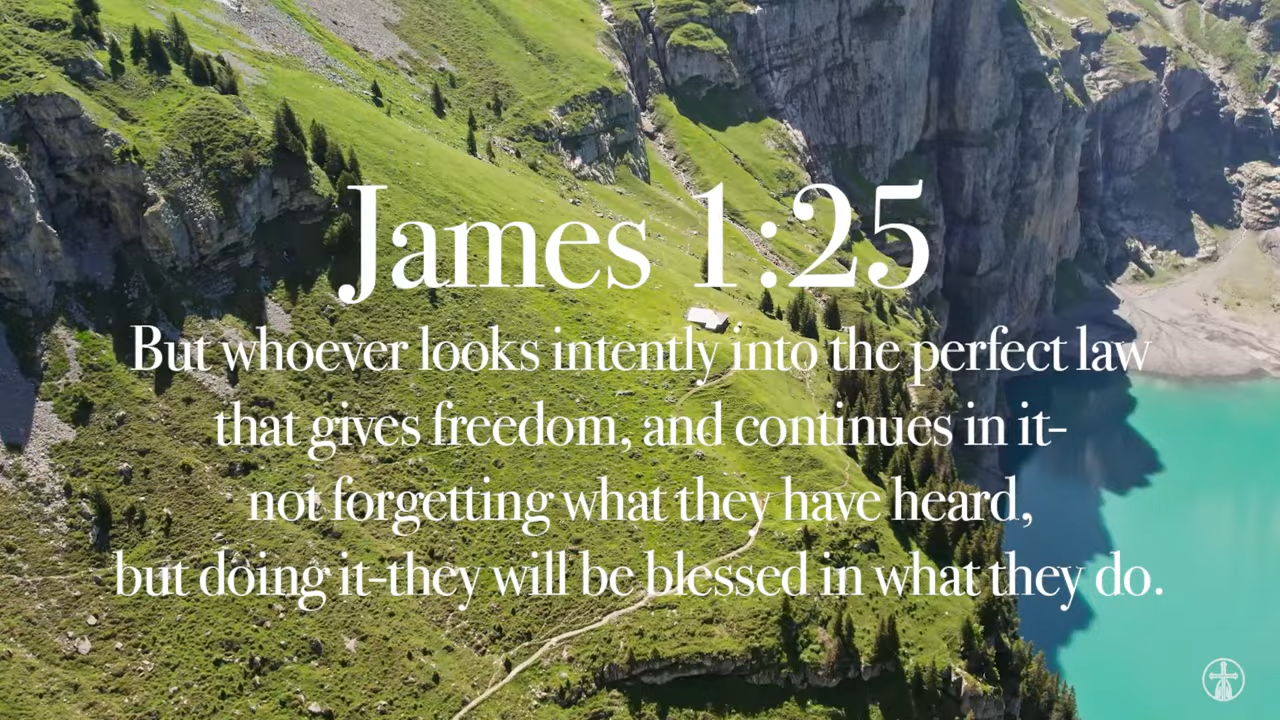 James 1:25
But whoever looks intently into the perfect law
that gives freedom, and continues in it-
not forgetting what they have heard,
but doing it-they will be blessed in what they do.